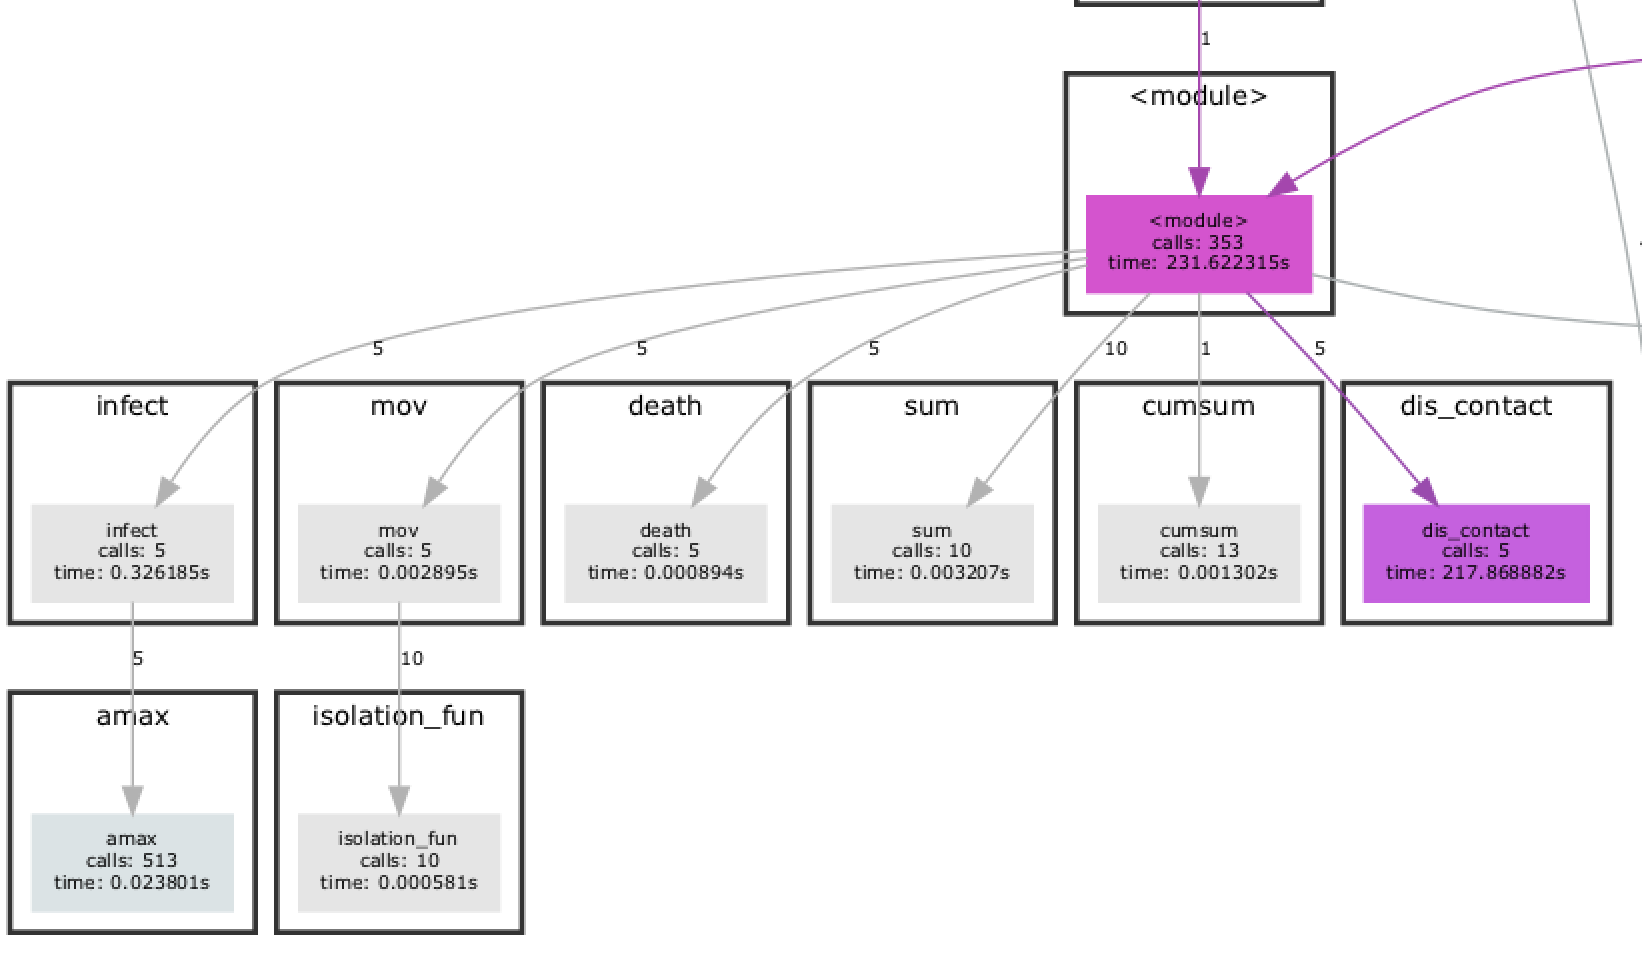 1
<module>
<module>
calls: 353
time: 231.622315s
5
5
5
10
1
5
infect
mov
death
sum
cumsum
dis_contact
infect
calls: 5
time: 0.326185s
mov
calls: 5
time: 0.002895s
death
calls: 5
time: 0.000894s
sum
calls: 10
time: 0.003207s
cumsum
calls: 13
time: 0.001302s
dis_contact
calls: 5
time: 217.868882s
5
10
amax
isolation_fun
amax
calls: 513
time: 0.023801s
isolation_fun
calls: 10
time: 0.000581s